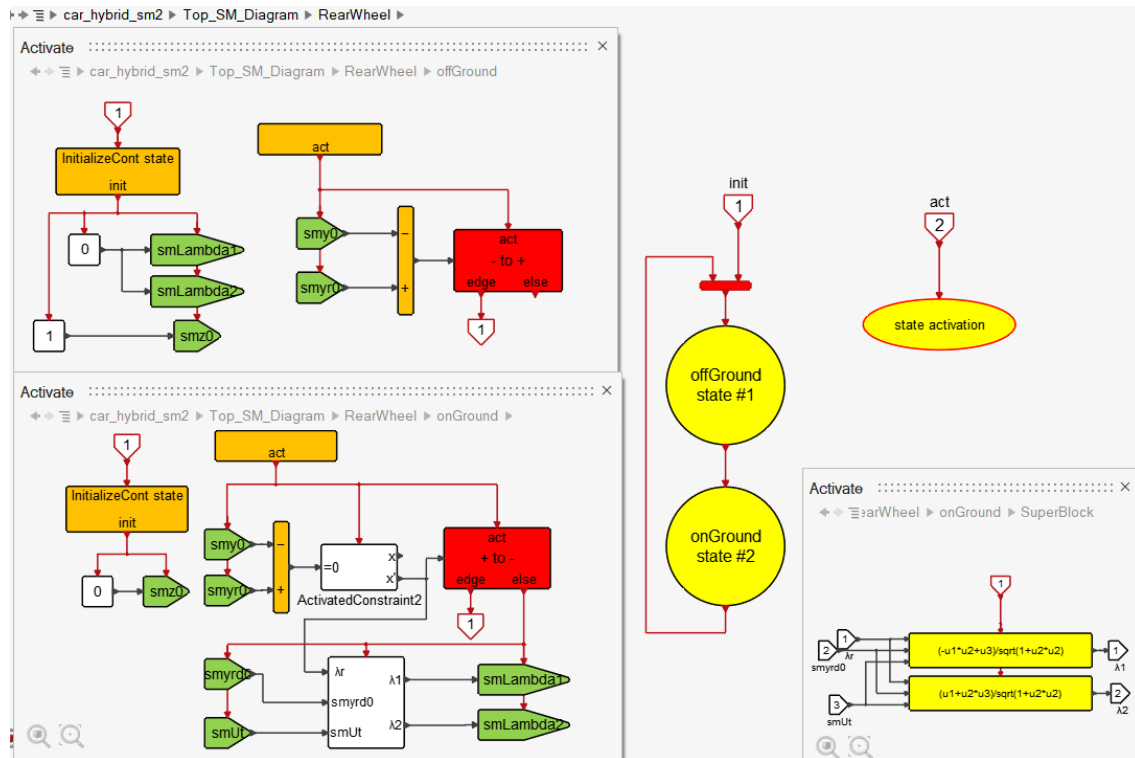 car_hybrid_sm2 ▶ Top_SM_Diagram ▶ RearWheel ▶
Activate
car_hybrid_sm2 ▶ Top_SM_Diagram ▶ RearWheel ▶ offGround
1
InitializeCont state
init
0
1
smLambda1
smLambda2
smz0
act
smy0
smyr0
-
+
act
- to +
edge else
1
Activate
car_hybrid_sm2 ▶ Top_SM_Diagram ▶ RearWheel ▶ onGround ▶
1
InitializeCont state
init
0
smz0
act
smy0
smyr0
-
+
=0
x
x'
ActivatedConstraint2
act
+ to -
edge else
1
smyrd0
smUt
λr
smyrd0
smUt
λ1
λ2
smLambda1
smLambda2
init
1
offGround
state #1
onGround
state #2
act
2
state activation
Activate
earWheel ▶ onGround ▶ SuperBlock
1
1
λr
2
smyrd0
3
smUt
(-u1*u2+u3)/sqrt(1+u2*u2)
(u1+u2*u3)/sqrt(1+u2*u2)
1
λ1
2
λ2